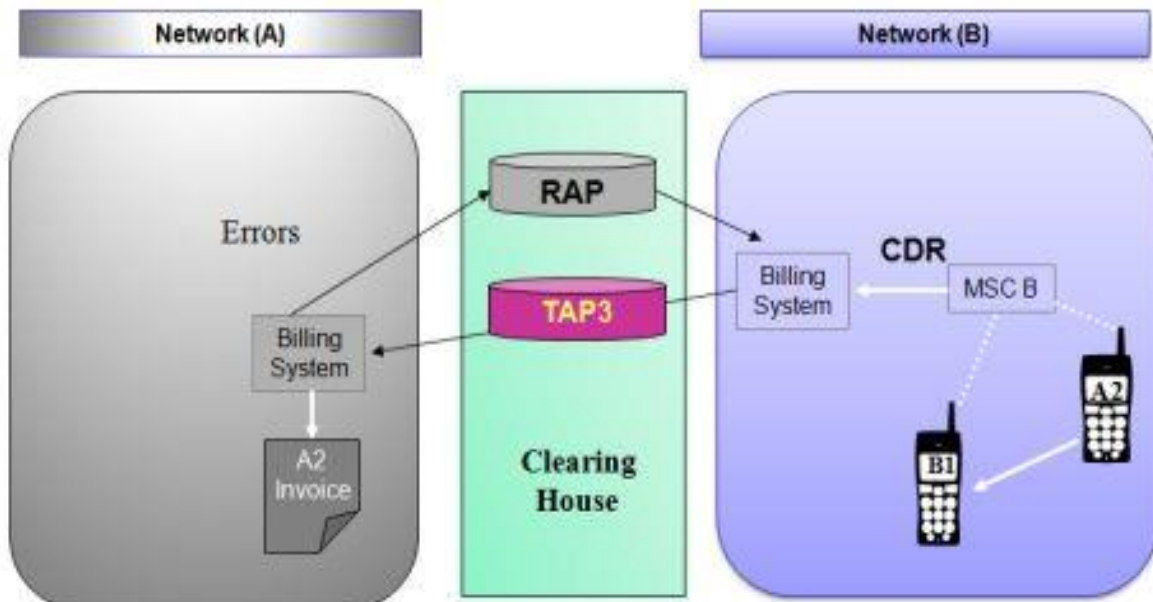 Network (A)
Network (B)
RAP
Errors
CDR
Billing
System
MSC B
TAP3
Billing
System
A2
A2
Invoice
B1
Clearing
House